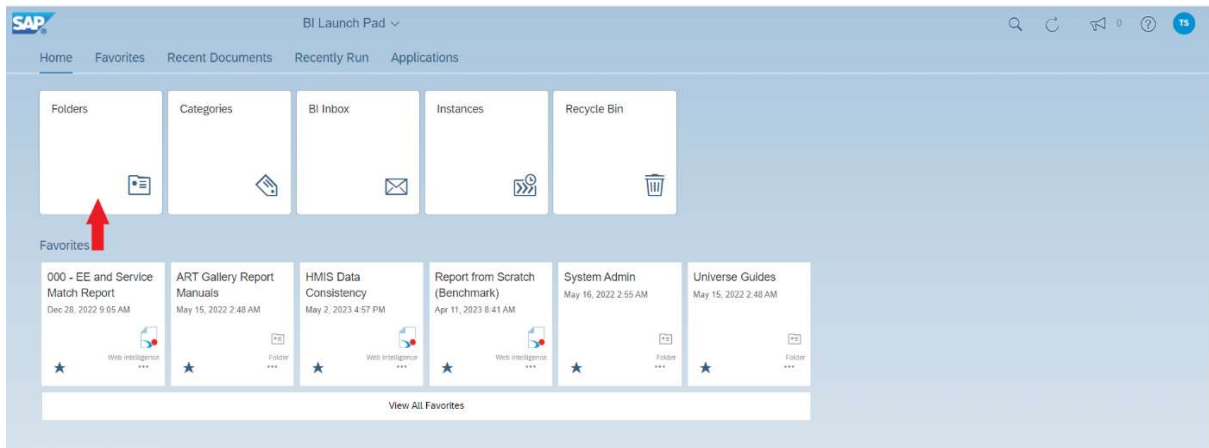 SAP
BI Launch Pad
0
TS
Home Favorites Recent Documents Recently Run Applications
Folders
Categories
BI Inbox
Instances
Recycle Bin
Favorites
000 - EE and Service
Match Report
Dec 28, 2022 9:05 AM
Web Intelligence
ART Gallery Report
Manuals
May 15, 2022 2:48 AM
Folder
HMIS Data
Consistency
May 2, 2023 4:57 PM
Web Intelligence
Report from Scratch
(Benchmark)
Apr 11, 2023 8:41 AM
Web Intelligence
System Admin
May 16, 2022 2:55 AM
Folder
Universe Guides
May 15, 2022 2:48 AM
Folder
View All Favorites